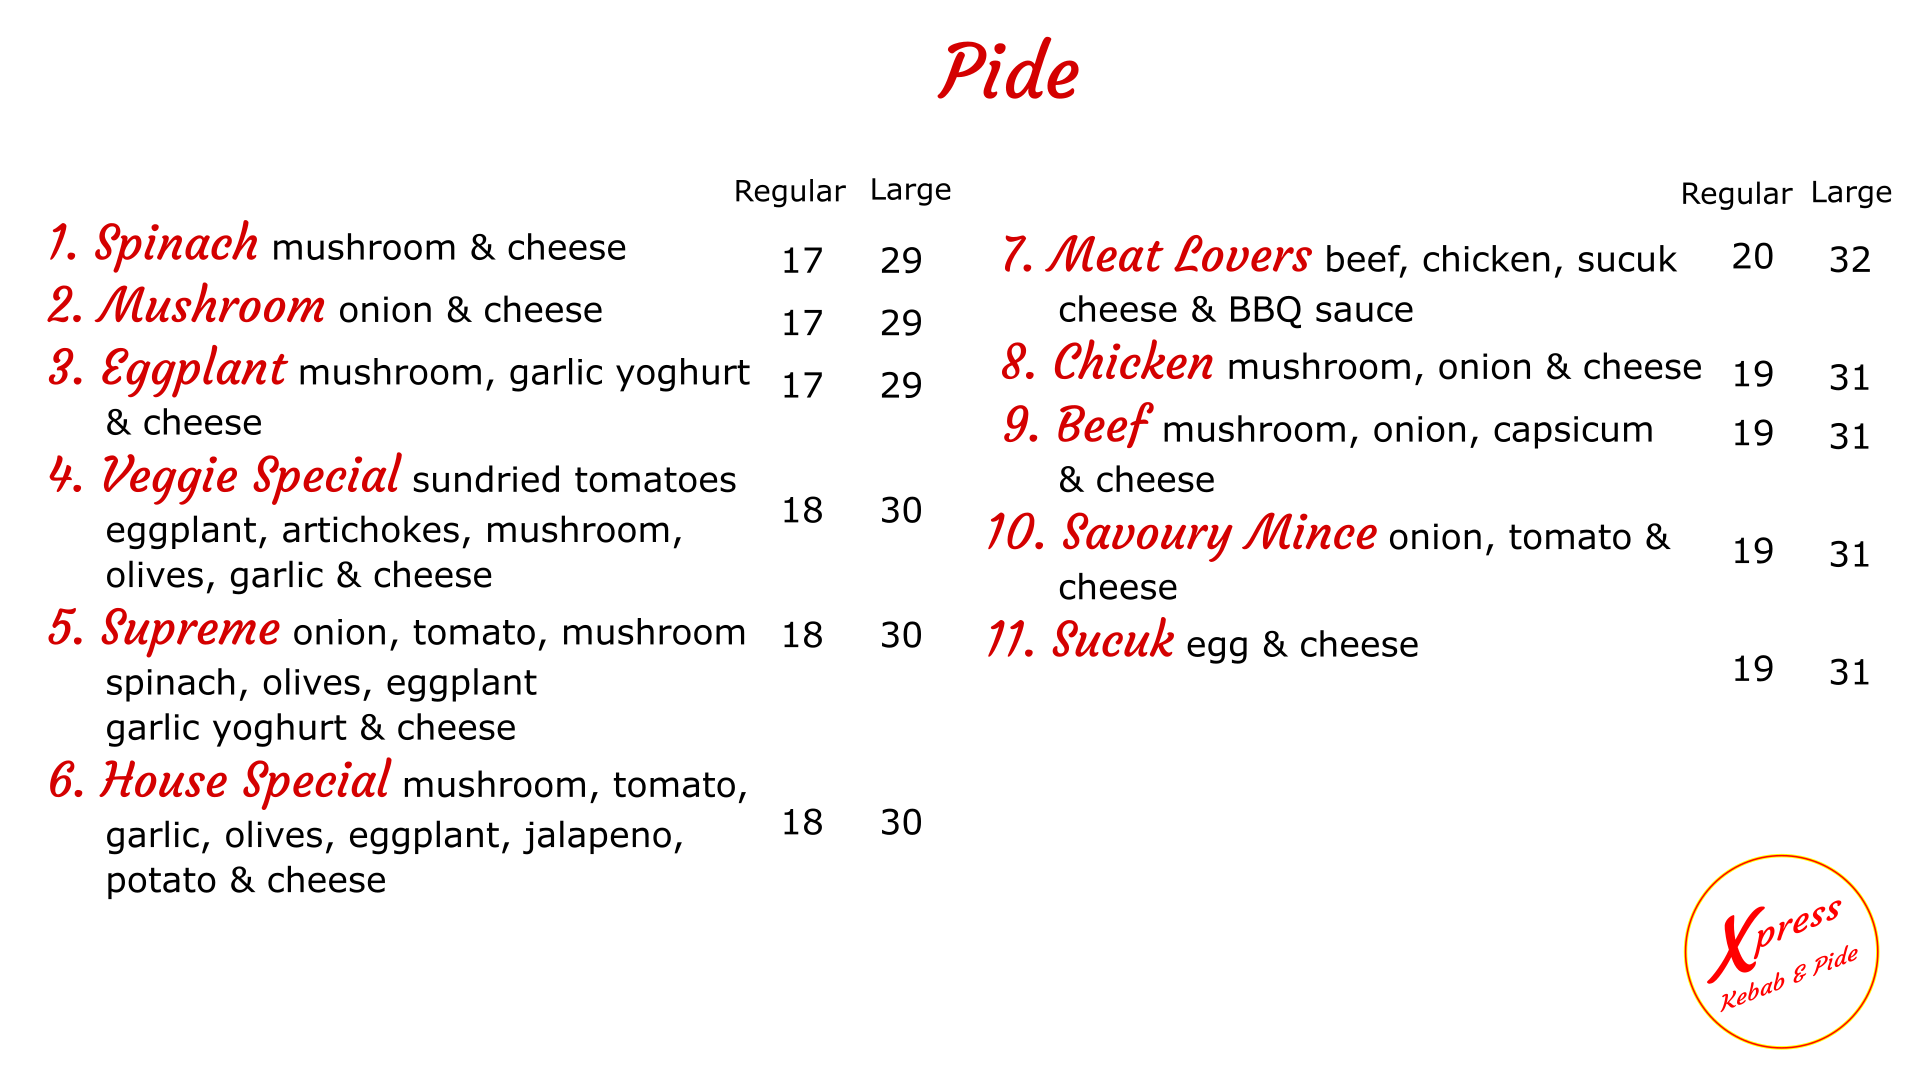 Pide
Regular Large
1. Spinach mushroom & cheese 17 29
2. Mushroom onion & cheese 17 29
3. Eggplant mushroom, garlic yoghurt 17 29
& cheese
4. Veggie Special sundried tomatoes
eggplant, artichokes, mushroom, 18 30
olives, garlic & cheese
5. Supreme onion, tomato, mushroom 18 30
spinach, olives, eggplant
garlic yoghurt & cheese
6. House Special mushroom, tomato,
garlic, olives, eggplant, jalapeno, 18 30
potato & cheese
Regular Large
7. Meat Lovers beef, chicken, sucuk 20 32
cheese & BBQ sauce
8. Chicken mushroom, onion & cheese 19 31
9. Beef mushroom, onion, capsicum 19 31
& cheese
10. Savoury Mince onion, tomato & 19 31
cheese
11. Sucuk egg & cheese 19 31
Xpress
Kebab & Pide